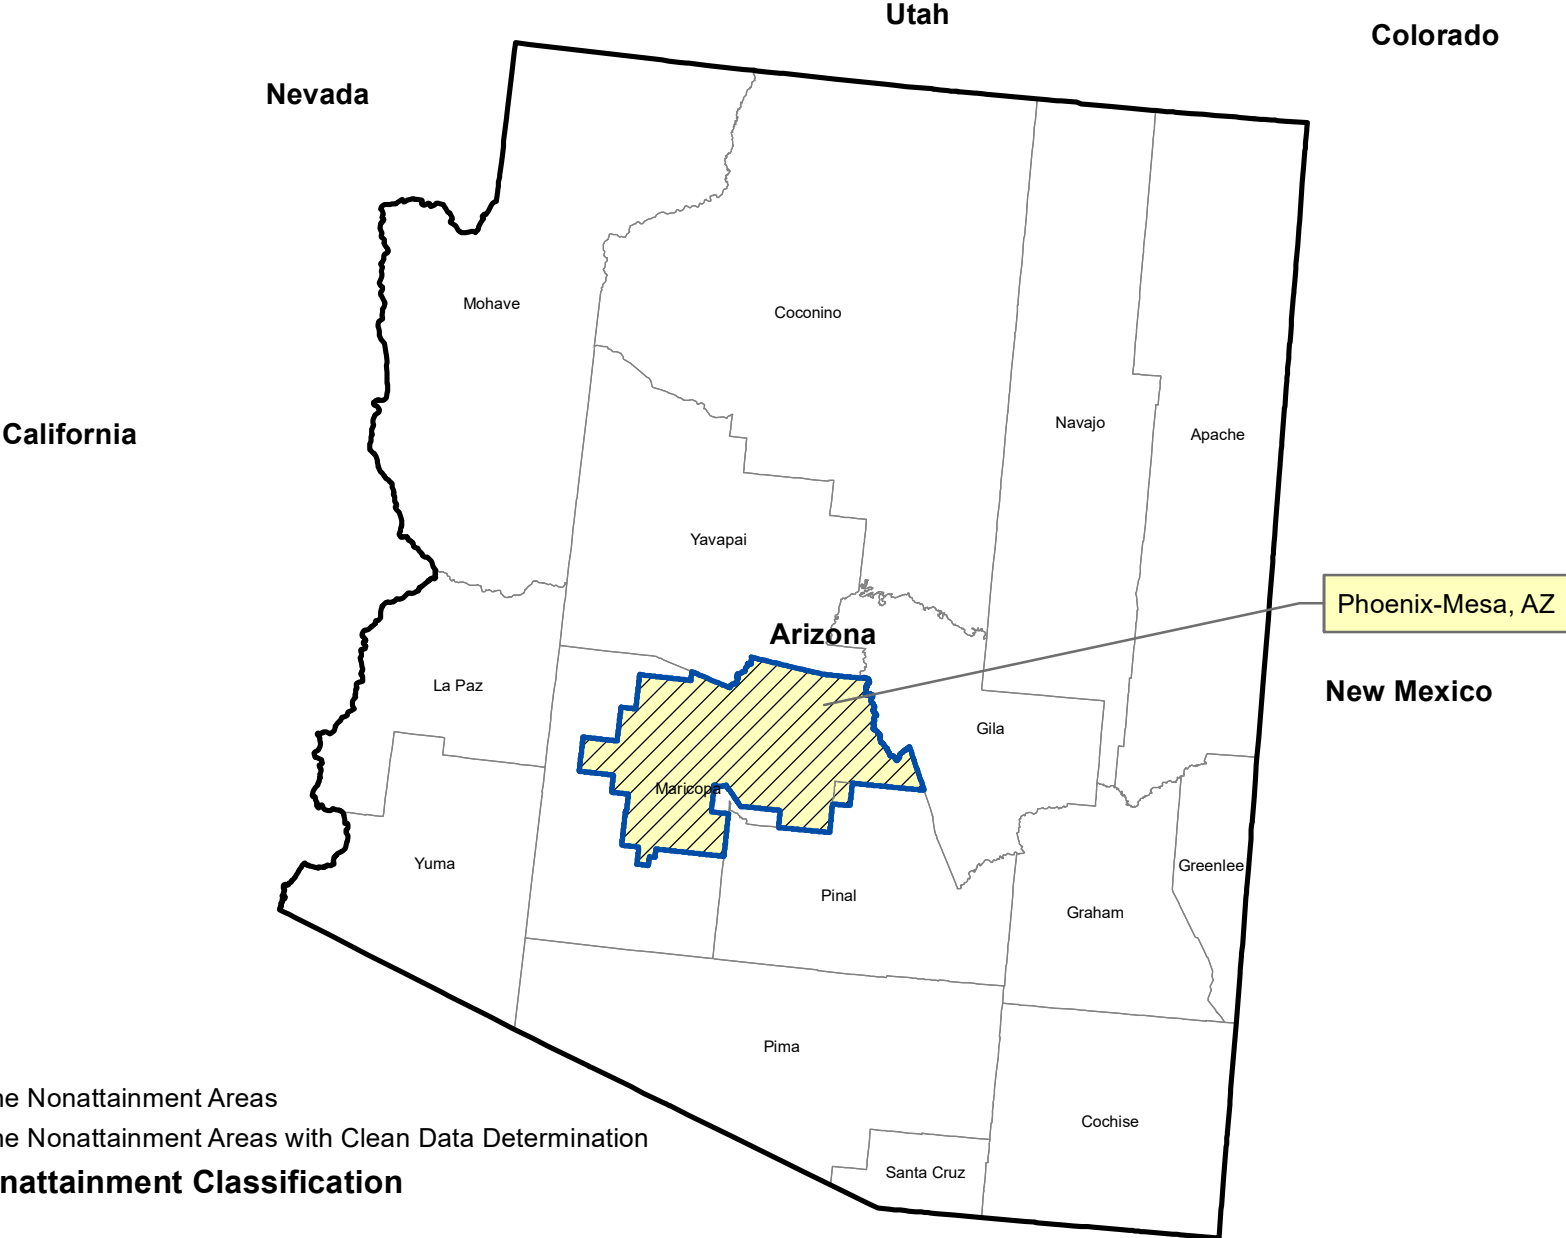 Utah
Colorado
Nevada
Mohave
Coconino
Navajo
Apache
California
Yavapai
Phoenix-Mesa, AZ
Arizona
La Paz
New Mexico
Gila
Maricopa
Yuma
Greenlee
Pinal
Graham
Pima
ne Nonattainment Areas
Cochise
ne Nonattainment Areas with Clean Data Determination
Santa Cruz
nattainment Classification